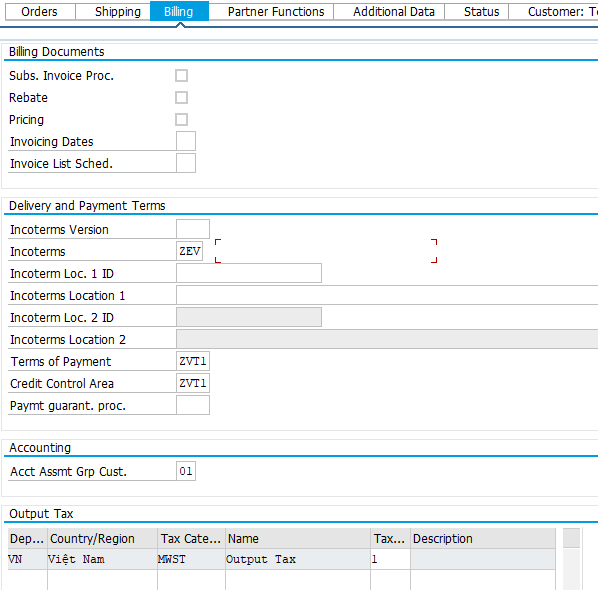 Orders Shipping Billing Partner Functions Additional Data Status Customer: T
Billing Documents
Subs. Invoice Proc.
Rebate
Pricing
Invoicing Dates
Invoice List Sched.
Delivery and Payment Terms
Incoterms Version
Incoterms ZEV
Incoterm Loc. 1 ID
Incoterms Location 1
Incoterm Loc. 2 ID
Incoterms Location 2
Terms of Payment ZVT1
Credit Control Area ZVT1
Paymt guarant. proc.
Accounting
Acct Assmt Grp Cust. 01
Output Tax
Dep... Country/Region Tax Cate... Name Tax... Description
VN Việt Nam MWST Output Tax 1